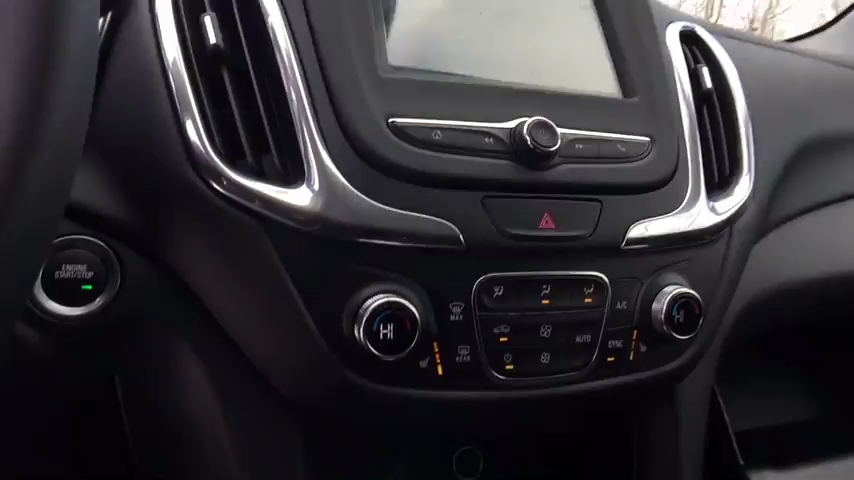 ENGINE
START/STOP
HI
MAX
REAR
A/C
AUTO
SYNC
HI